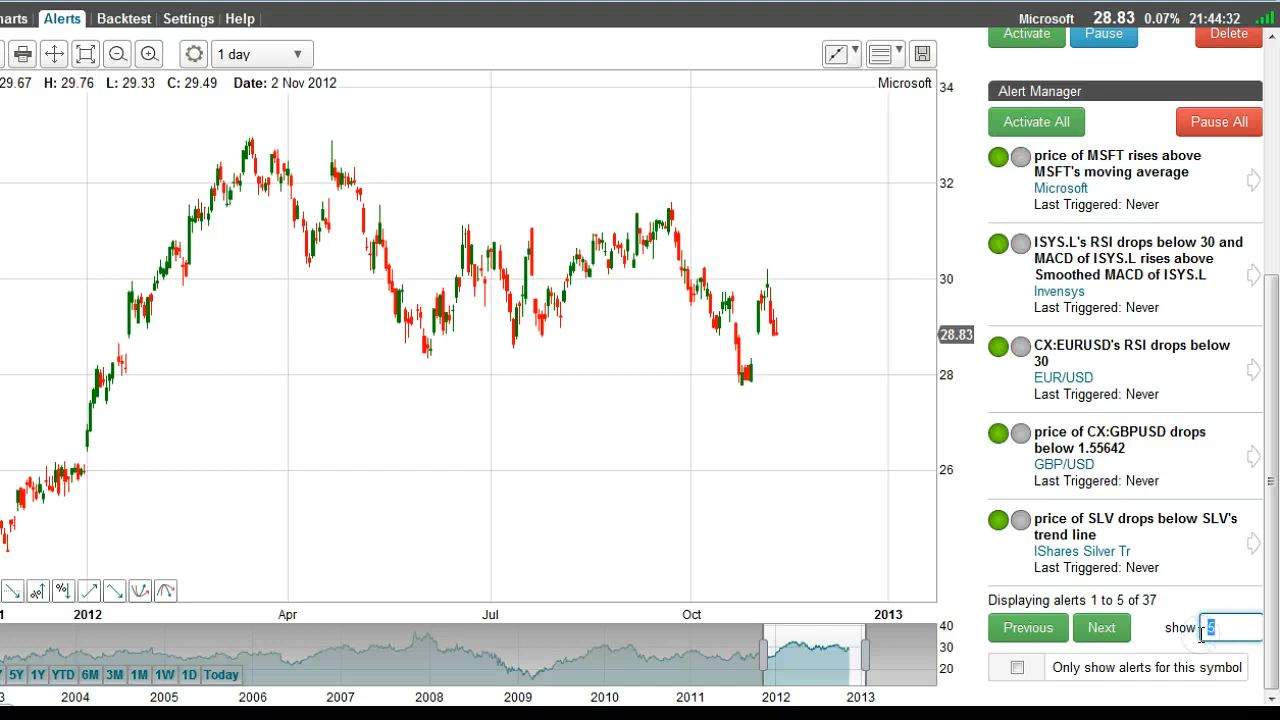 arts Alerts Backtest Settings Help Microsoft 28.83 0.07% 21:44:32
Activate Pause Delete
1 day
29.67 H: 29.76 L: 29.33 C: 29.49 Date: 2 Nov 2012 Microsoft
34
32
30
28.83
28
26
2012 Apr Jul Oct 2013
40
30
20
5Y 1Y YTD 6M 3M 1M 1W 1D Today
2004 2005 2006 2007 2008 2009 2010 2011 2012 2013
Alert Manager
Activate All Pause All
price of MSFT rises above
MSFT's moving average
Microsoft
Last Triggered: Never
ISYS.L's RSI drops below 30 and
MACD of ISYS.L rises above
Smoothed MACD of ISYS.L
Invensys
Last Triggered: Never
CX:EURUSD's RSI drops below
30
EUR/USD
Last Triggered: Never
price of CX:GBPUSD drops
below 1.55642
GBP/USD
Last Triggered: Never
price of SLV drops below SLV's
trend line
IShares Silver Tr
Last Triggered: Never
Displaying alerts 1 to 5 of 37
Previous Next show 5
Only show alerts for this symbol